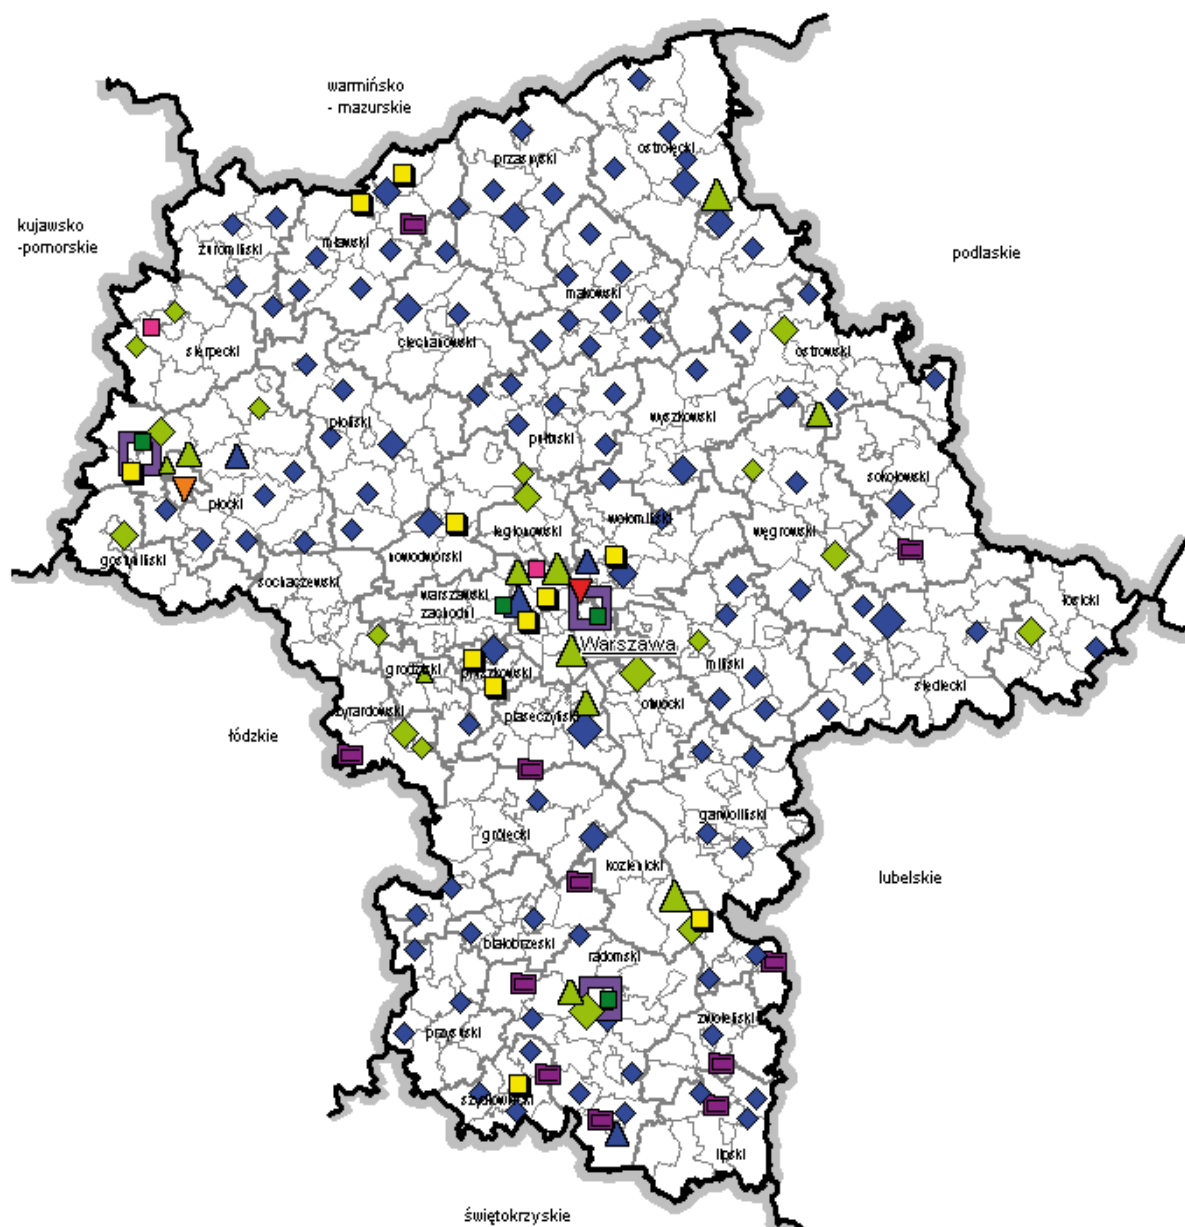 warmińsko
- mazurskie
ostrołęcki
przasnyski
kujawsko
-pomorskie
żuromiński
mławski
podlaskie
makowski
ciechanowski
sierpecki
ostrowski
wyszkowski
płoński
pułtuski
sokołowski
płocki
wołomiński
legionowski
węgrowski
nowodworski
gostyniński
sochaczewski
warszawski
zachodni
łosicki
Warszawa
miński
grodziski
pruszkowski
siedlecki
otwocki
żyrardowski
piaseczyński
łódzkie
garwoliński
grójecki
kozienicki
lubelskie
białobrzeski
radomski
zwoleński
przysuski
szydłowiecki
lipski
świętokrzyskie